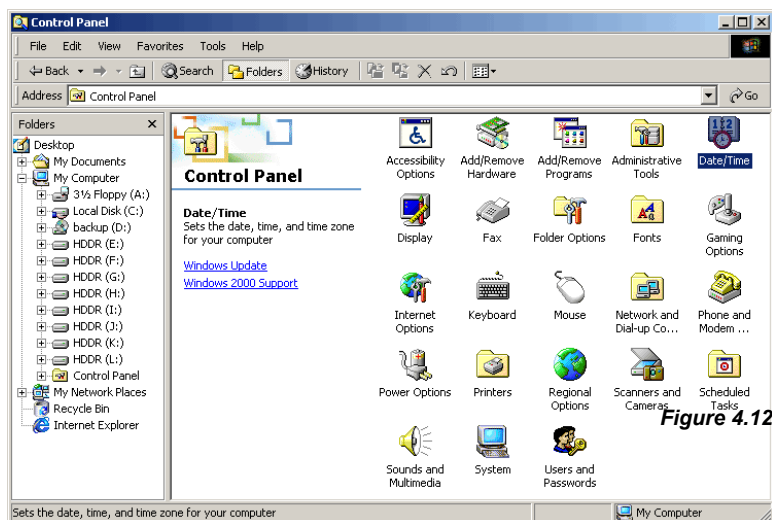 Control Panel
File Edit View Favorites Tools Help
Back Search Folders History
Address Control Panel Go
Folders X
Desktop
My Documents
My Computer
3½ Floppy (A:)
Local Disk (C:)
backup (D:)
HDDR (E:)
HDDR (F:)
HDDR (G:)
HDDR (H:)
HDDR (I:)
HDDR (J:)
HDDR (K:)
HDDR (L:)
Control Panel
My Network Places
Recycle Bin
Internet Explorer
Control Panel
Date/Time
Sets the date, time, and time zone
for your computer
Windows Update
Windows 2000 Support
Accessibility
Options
Add/Remove
Hardware
Add/Remove
Programs
Administrative
Tools
Date/Time
Display
Fax
Folder Options
Fonts
Gaming
Options
Internet
Options
Keyboard
Mouse
Network and
Dial-up Co...
Phone and
Modem ...
Power Options
Printers
Regional
Options
Scanners and
Cameras
Scheduled
Tasks
Figure 4.12
Sounds and
Multimedia
System
Users and
Passwords
Sets the date, time, and time zone for your computer
My Computer